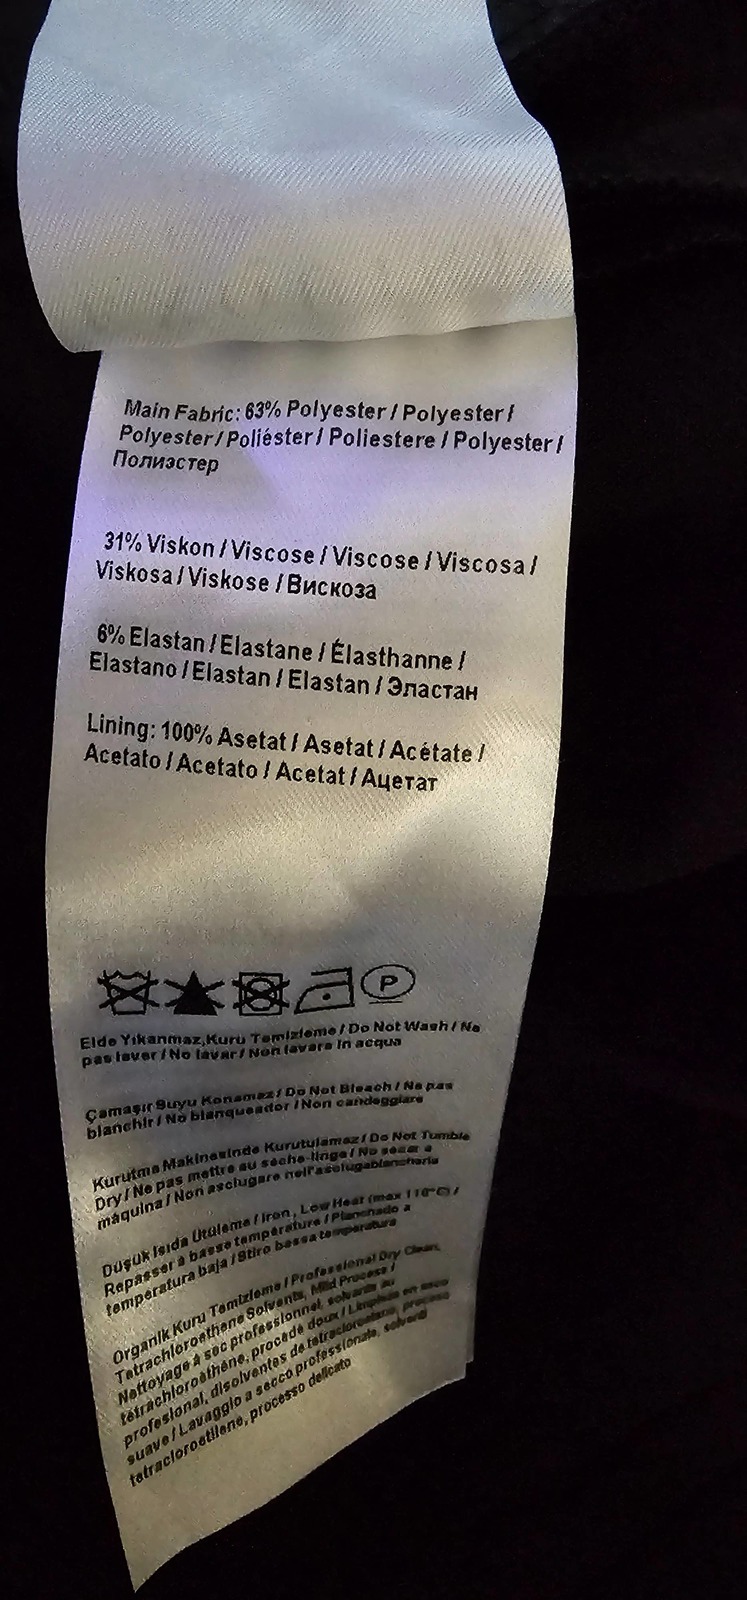 Main Fabric: 63% Polyester / Polyester /
Polyester / Poliéster / Poliestere / Polyester /
Полиэстер
31% Viskon / Viscose / Viscose / Viscosa /
Viskosa / Viskose / Вискоза
6% Elastan / Elastane / Élasthanne /
Elastano / Elastan / Elastan / Эластан
Lining: 100% Asetat / Asetat / Acétate /
Acetato / Acetato / Acetat / Ацетат
P
Elde Yıkanmaz,Kuru Temizleme / Do Not Wash / Ne
pas laver / No lavar / Non lavare in acqua
Çamaşır Suyu Konamaz / Do Not Bleach / Ne pas
blanchir / No blanqueador / Non candeggiare
Kurutma Makinesinde Kurutulamaz / Do Not Tumble
Dry / Ne pas mettre au sèche-linge / No secar a
máquina / Non asciugare nell'asciugabiancheria
Düşük Isıda Ütüleme / Iron, Low Heat (max 110°C) /
Repasser à basse température / Planchado a
temperatura baja / Stiro bassa temperatura
Organik Kuru Temizleme / Professional Dry Clean,
Tetrachloroethene Solvents, Mild Process /
Nettoyage à sec professionnel, solvants au
tétrachloroéthène, procédé doux / Limpieza en seco
profesional, disolventes de tetracloroetano, proceso
suave / Lavaggio a secco professionale, solventi
tetracloroetilene, processo delicato